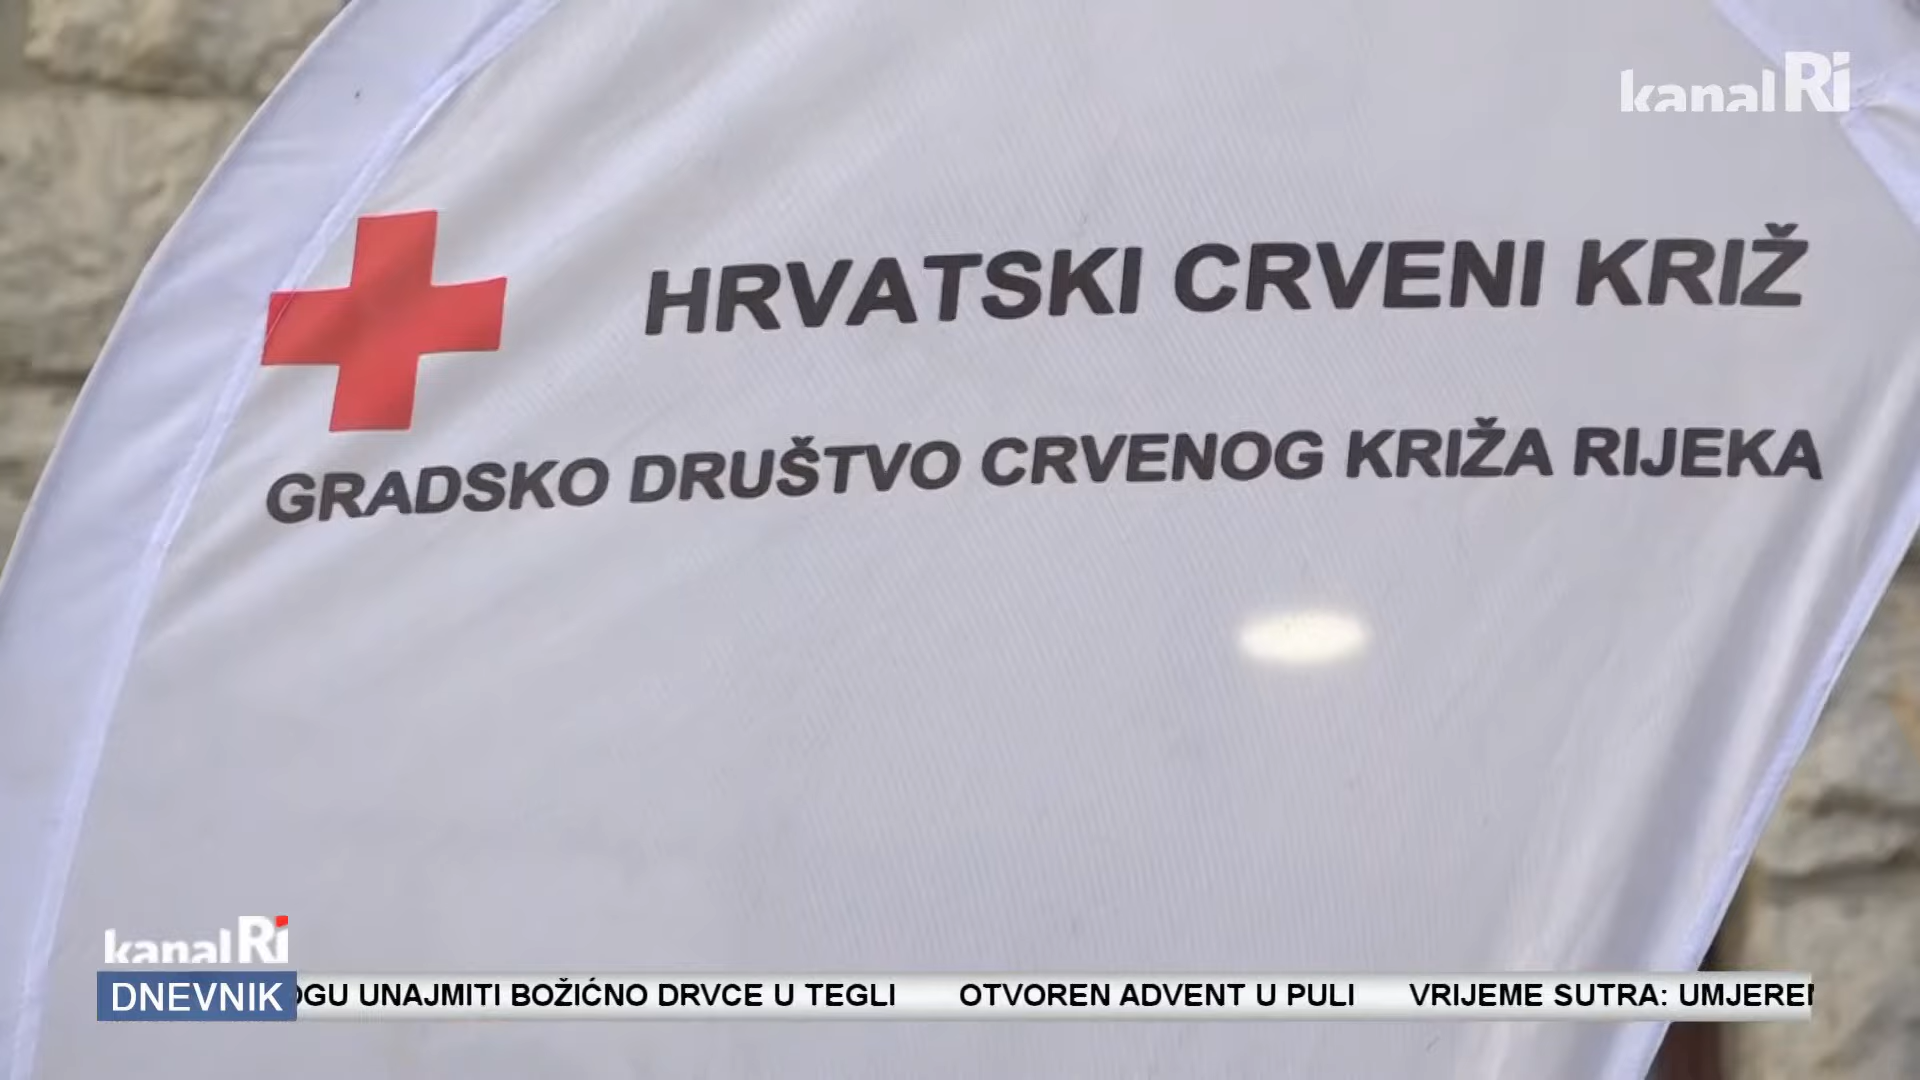 kanalRi
HRVATSKI CRVENI KRIŽ
GRADSKO DRUŠTVO CRVENOG KRIŽA RIJEKA
kanalRi
DNEVNIK UNAJMITI BOŽIĆNO DRVCE U TEGLI OTVOREN ADVENT U PULI VRIJEME SUTRA: